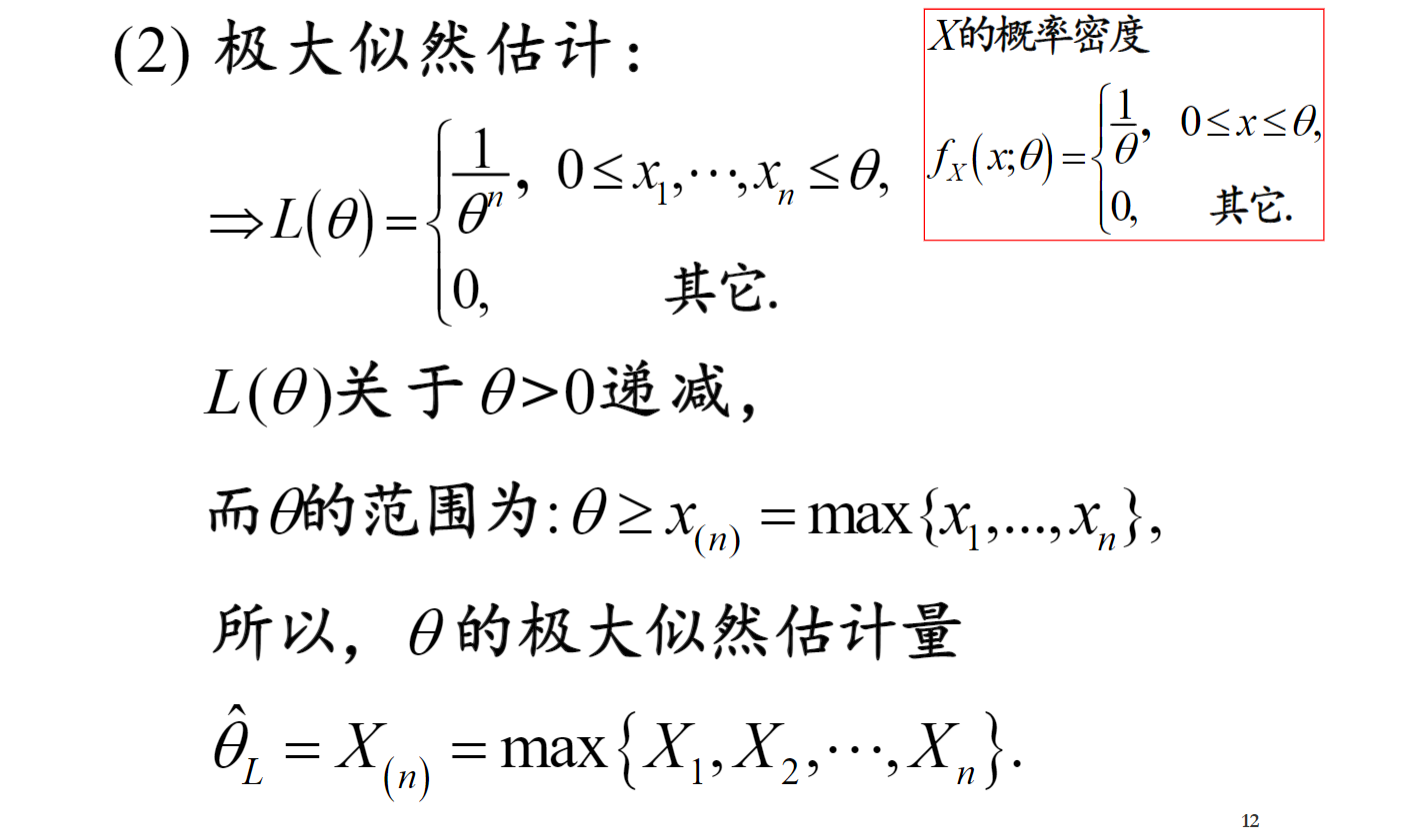 (2) 极大似然估计:
X的概率密度
f_X(x;θ)={1/θ, 0≤x≤θ,
0, 其它.
⇒L(θ)={1/θ^n, 0≤x_1,⋯,x_n≤θ,
0, 其它.
L(θ)关于θ>0递减,
而θ的范围为:θ≥x_(n)=max{x_1,...,x_n},
所以, θ的极大似然估计量
θ̂_L=X_(n)=max{X_1,X_2,⋯,X_n}.
12